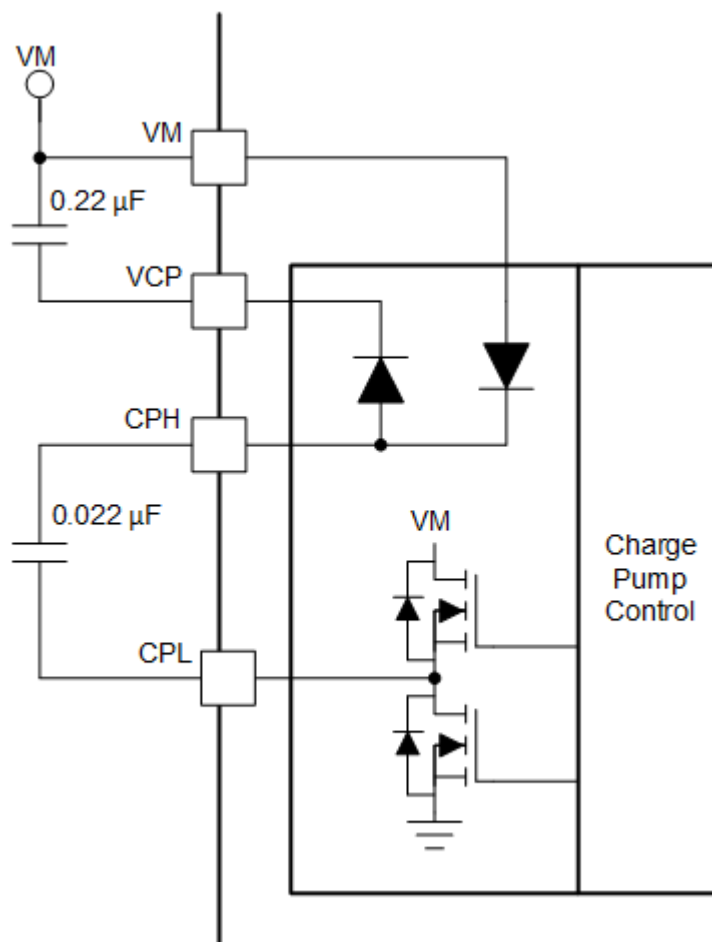 VM
VM
0.22 µF
VCP
CPH
0.022 µF
VM
Charge
Pump
Control
CPL